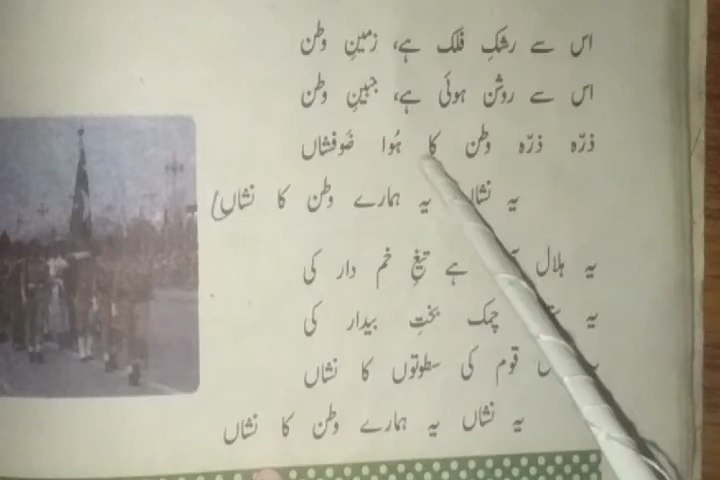 اس سے رشکِ فلک ہے، زمینِ وطن
اس سے روشن ہوئی ہے، جبینِ وطن
ذرّہ ذرّہ وطن کا ہُوا ضَوفشاں
یہ نشاں یہ ہمارے وطن کا نشاں
یہ ہلال ہے تیغِ خم دار کی
یہ چمک بختِ بیدار کی
قوم کی سطوتوں کا نشاں
یہ نشاں یہ ہمارے وطن کا نشاں